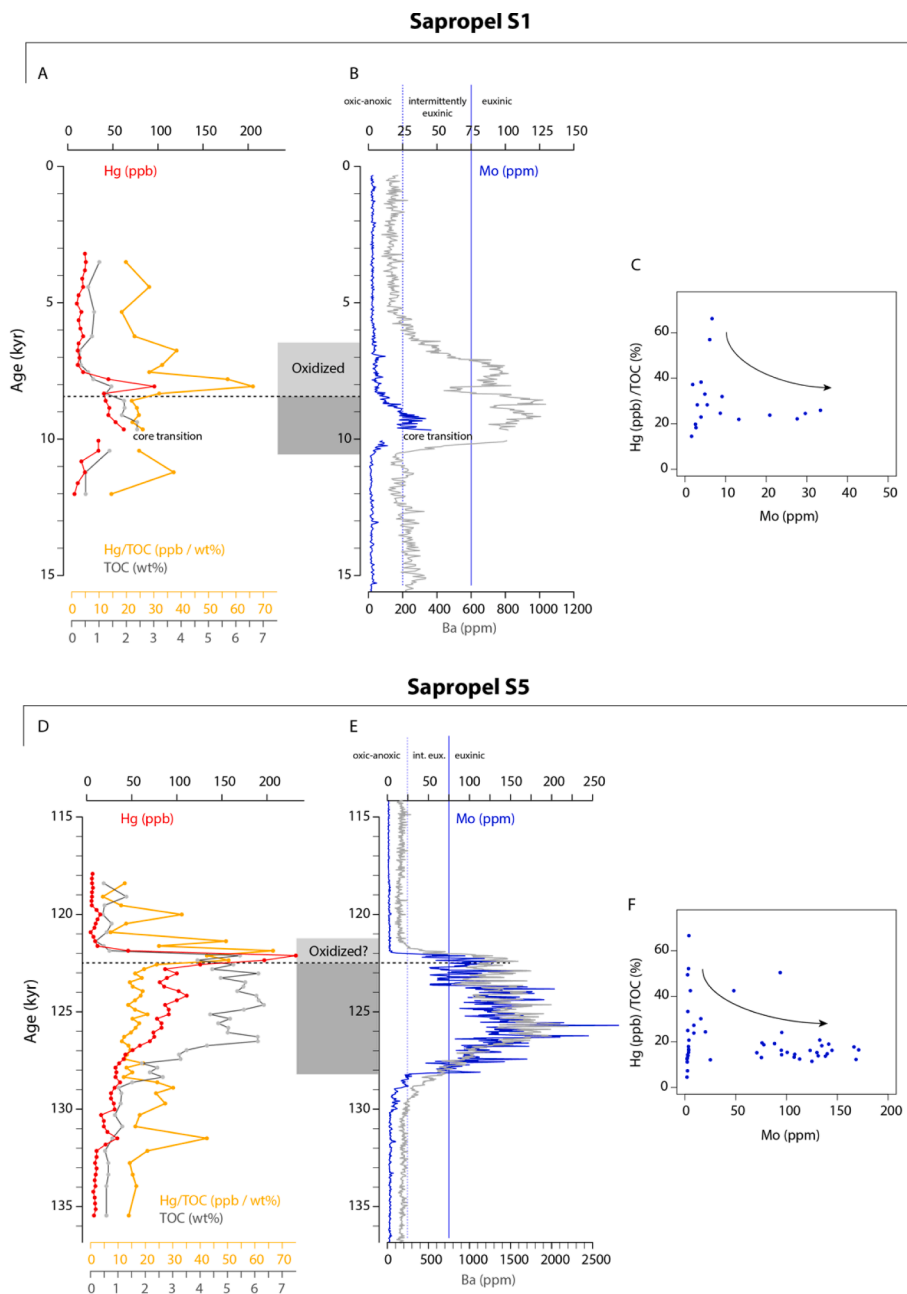 Sapropel S1
A
B
oxic-anoxic
intermittently
euxinic
euxinic
0 50 100 150 200
0 25 50 75 100 125 150
Hg (ppb)
Mo (ppm)
0
5
10
15
Age (kyr)
Oxidized
core transition
core transition
Hg/TOC (ppb / wt%)
TOC (wt%)
0 10 20 30 40 50 60 70
0 1 2 3 4 5 6 7
0 200 400 600 800 1000 1200
Ba (ppm)
C
Hg (ppb) /TOC (%)
60
40
20
0
0 10 20 30 40 50
Mo (ppm)
Sapropel S5
D
E
oxic-anoxic
int. eux.
euxinic
0 50 100 150 200
0 50 100 150 200 250
Hg (ppb)
Mo (ppm)
115
120
125
130
135
Age (kyr)
Oxidized?
Hg/TOC (ppb / wt%)
TOC (wt%)
0 10 20 30 40 50 60 70
0 1 2 3 4 5 6 7
0 500 1000 1500 2000 2500
Ba (ppm)
F
Hg (ppb) /TOC (%)
60
40
20
0
0 50 100 150 200
Mo (ppm)